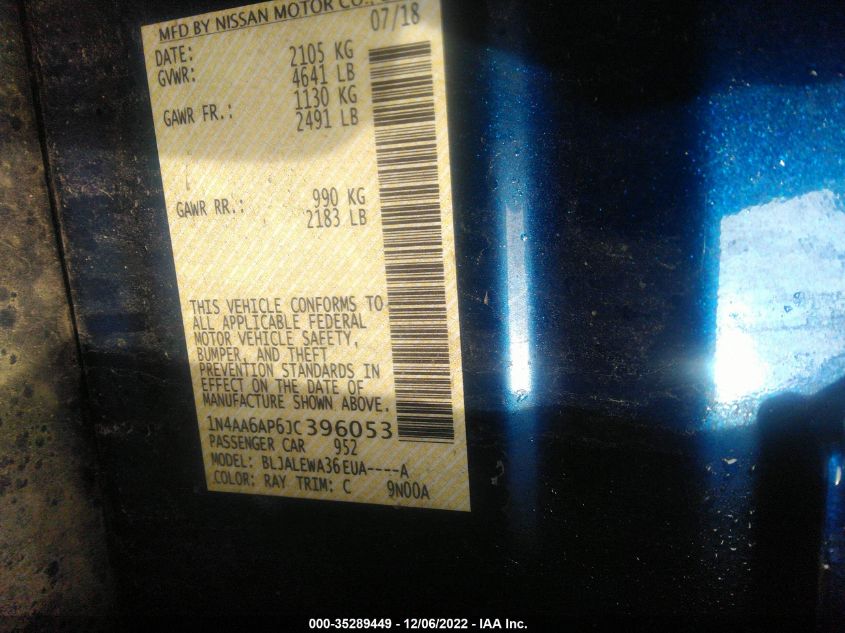 MFD BY NISSAN MOTOR CO.,
DATE: 07/18
GVWR: 2105 KG
4641 LB
GAWR FR.: 1130 KG
2491 LB
GAWR RR.: 990 KG
2183 LB
THIS VEHICLE CONFORMS TO
ALL APPLICABLE FEDERAL
MOTOR VEHICLE SAFETY,
BUMPER, AND THEFT
PREVENTION STANDARDS IN
EFFECT ON THE DATE OF
MANUFACTURE SHOWN ABOVE.
1N4AA6AP6JC396053
PASSENGER CAR 952
MODEL: BLJALEWA36EUA----A
COLOR: RAY TRIM: C 9N00A
000-35289449 - 12/06/2022 - IAA Inc.